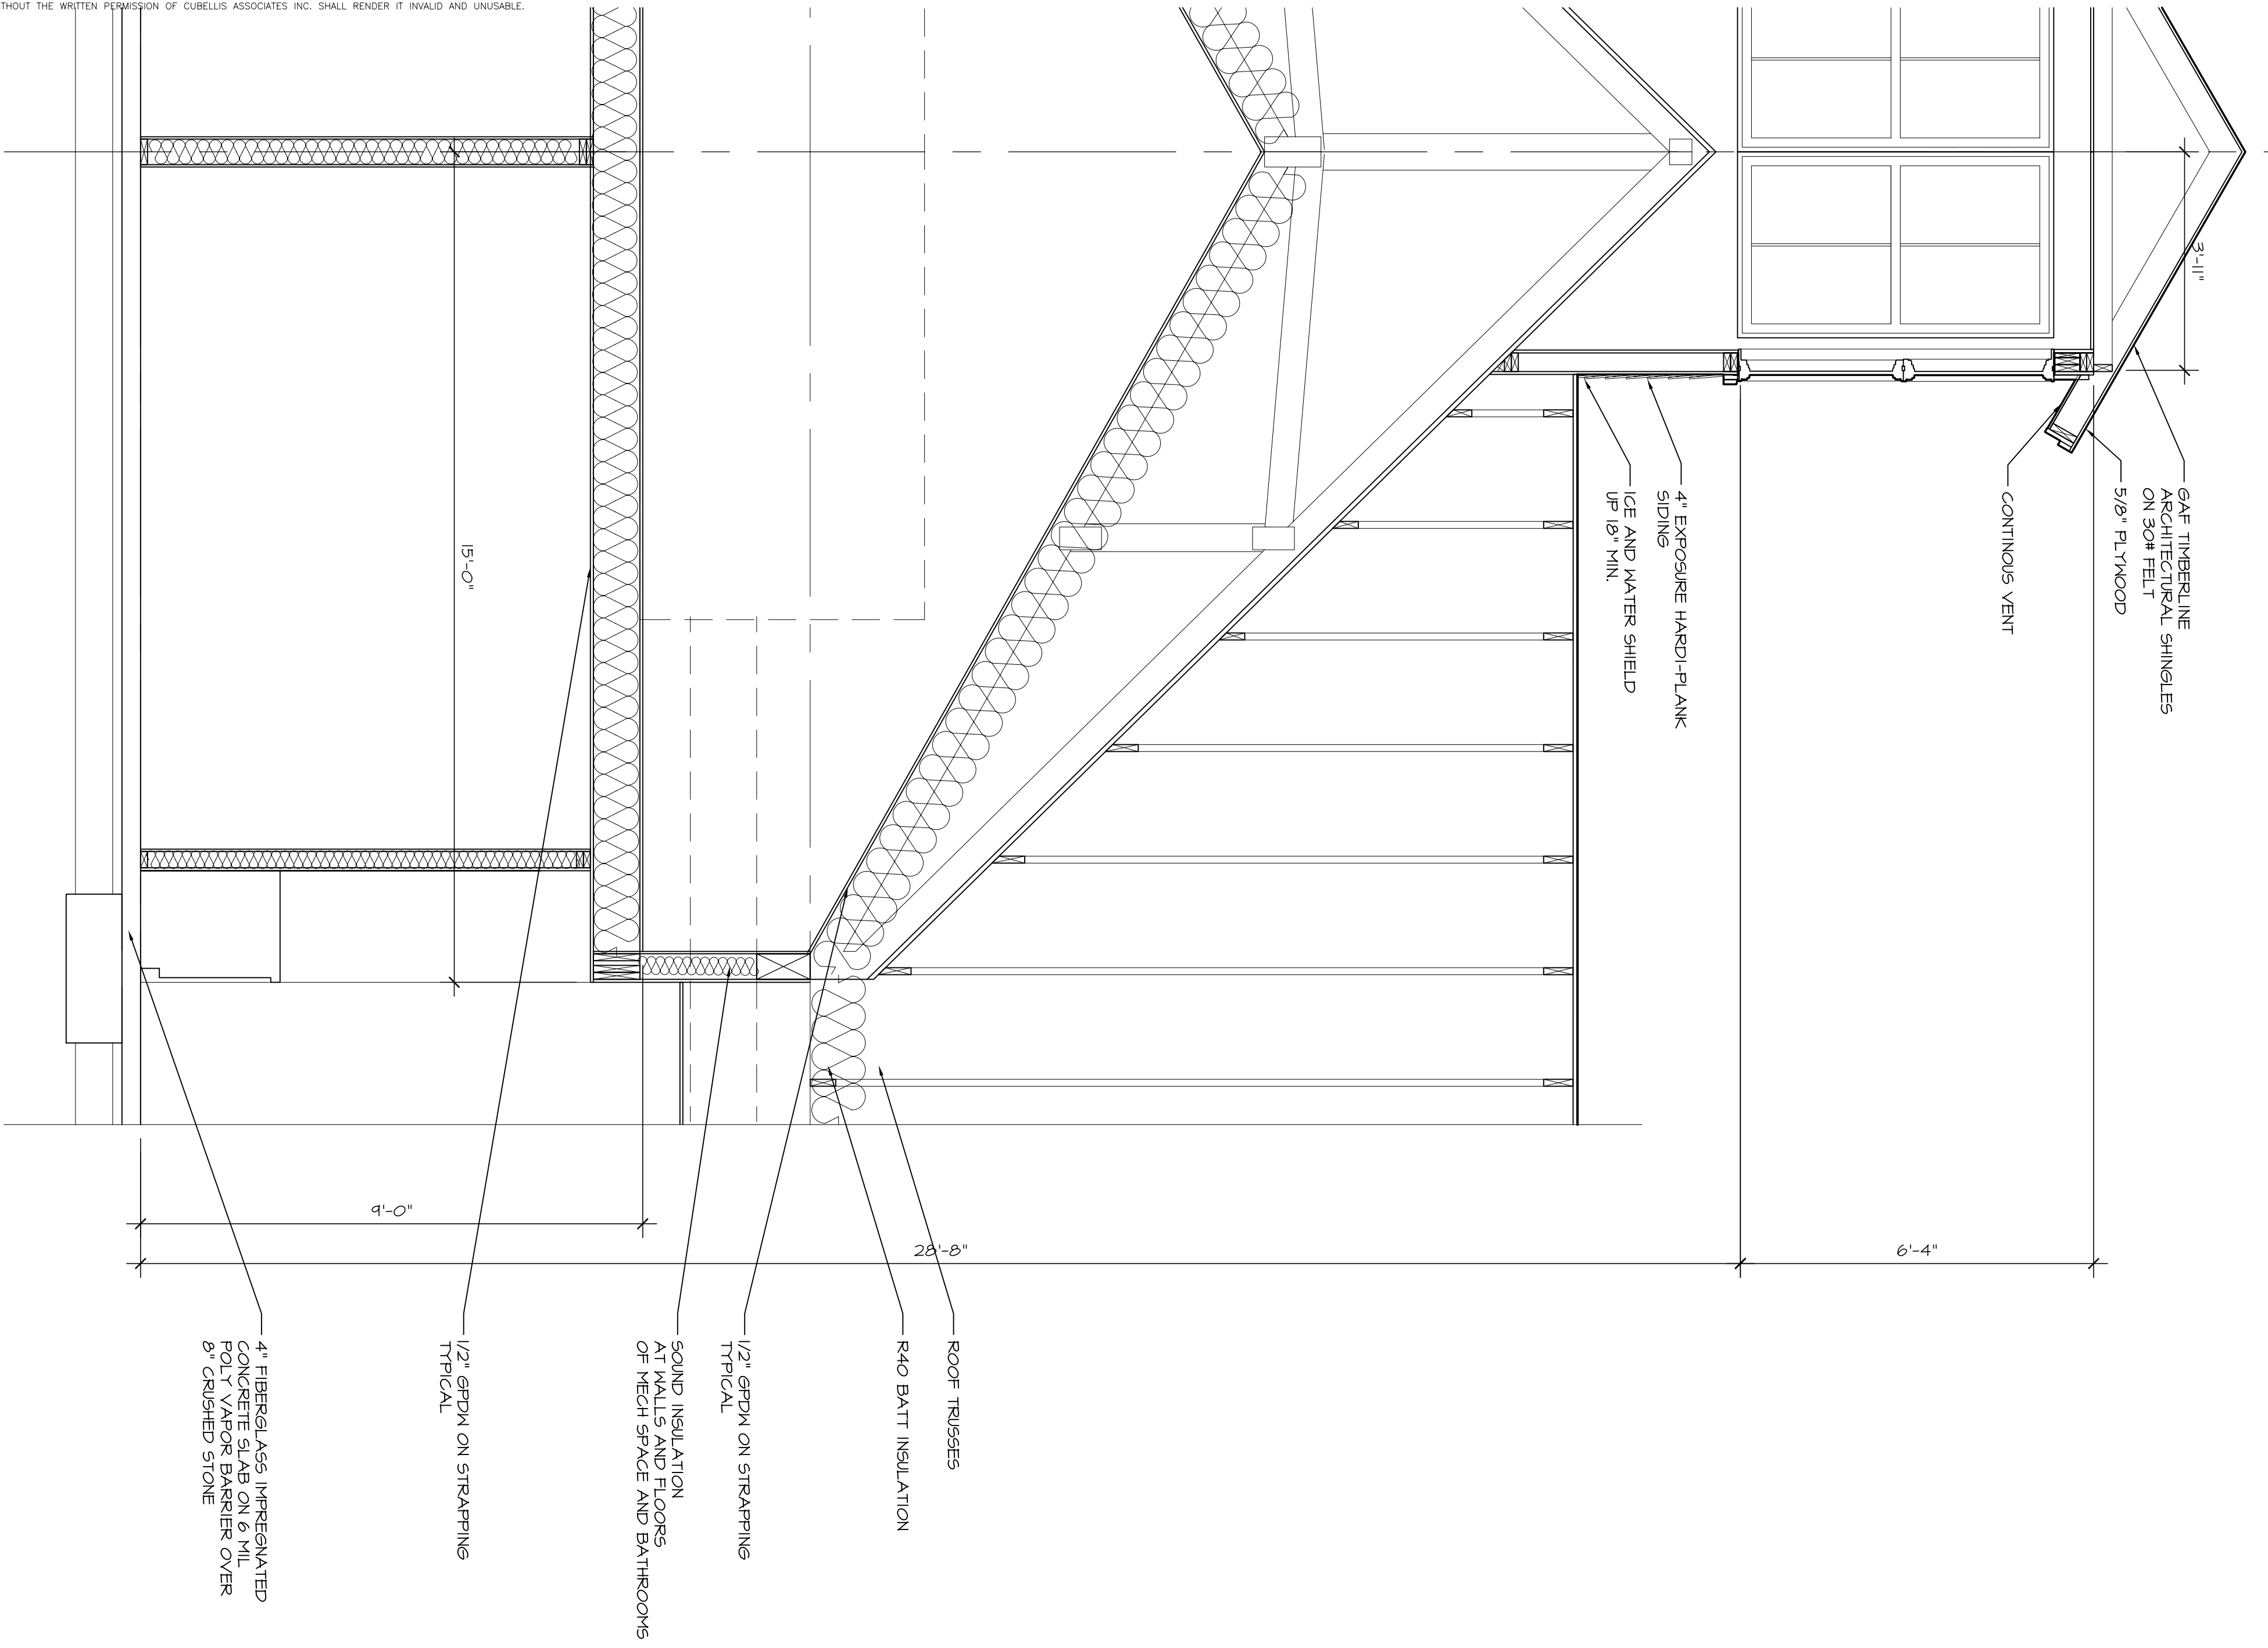 THOUT THE WRITTEN PERMISSION OF CUBELLIS ASSOCIATES INC. SHALL RENDER IT INVALID AND UNUSABLE.
3'-11"
GAF TIMBERLINE
ARCHITECTURAL SHINGLES
ON 30# FELT
5/8" PLYWOOD
CONTINOUS VENT
4" EXPOSURE HARDI-PLANK
SIDING
ICE AND WATER SHIELD
UP 18" MIN.
15'-0"
9'-0"
28'-8"
6'-4"
ROOF TRUSSES
R40 BATT INSULATION
1/2" GPDW ON STRAPPING
TYPICAL
SOUND INSULATION
AT WALLS AND FLOORS
OF MECH SPACE AND BATHROOMS
1/2" GPDW ON STRAPPING
TYPICAL
4" FIBERGLASS IMPREGNATED
CONCRETE SLAB ON 6 MIL
POLY VAPOR BARRIER OVER
8" CRUSHED STONE